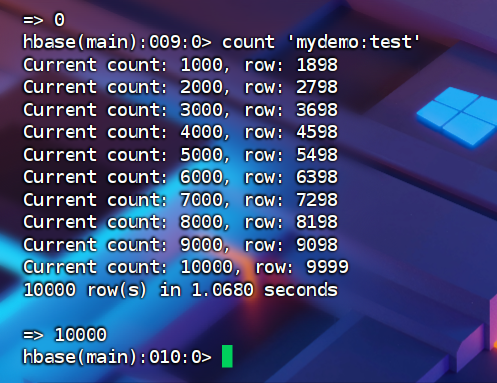 => 0
hbase(main):009:0> count 'mydemo:test'
Current count: 1000, row: 1898
Current count: 2000, row: 2798
Current count: 3000, row: 3698
Current count: 4000, row: 4598
Current count: 5000, row: 5498
Current count: 6000, row: 6398
Current count: 7000, row: 7298
Current count: 8000, row: 8198
Current count: 9000, row: 9098
Current count: 10000, row: 9999
10000 row(s) in 1.0680 seconds
=> 10000
hbase(main):010:0>